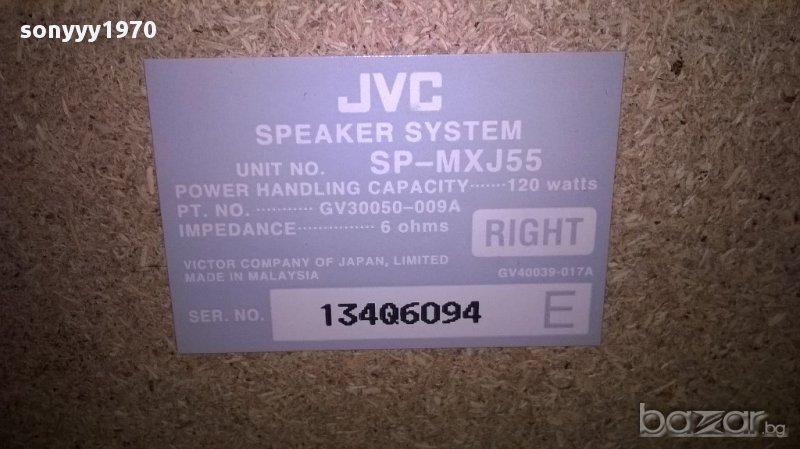 sonyyy1970
JVC
SPEAKER SYSTEM
UNIT NO. SP-MXJ55
POWER HANDLING CAPACITY ······· 120 watts
PT. NO. ··········· GV30050-009A
IMPEDANCE ··············· 6 ohms
RIGHT
VICTOR COMPANY OF JAPAN, LIMITED
MADE IN MALAYSIA
GV40039-017A
SER. NO. 134Q6094 E
bazar.bg